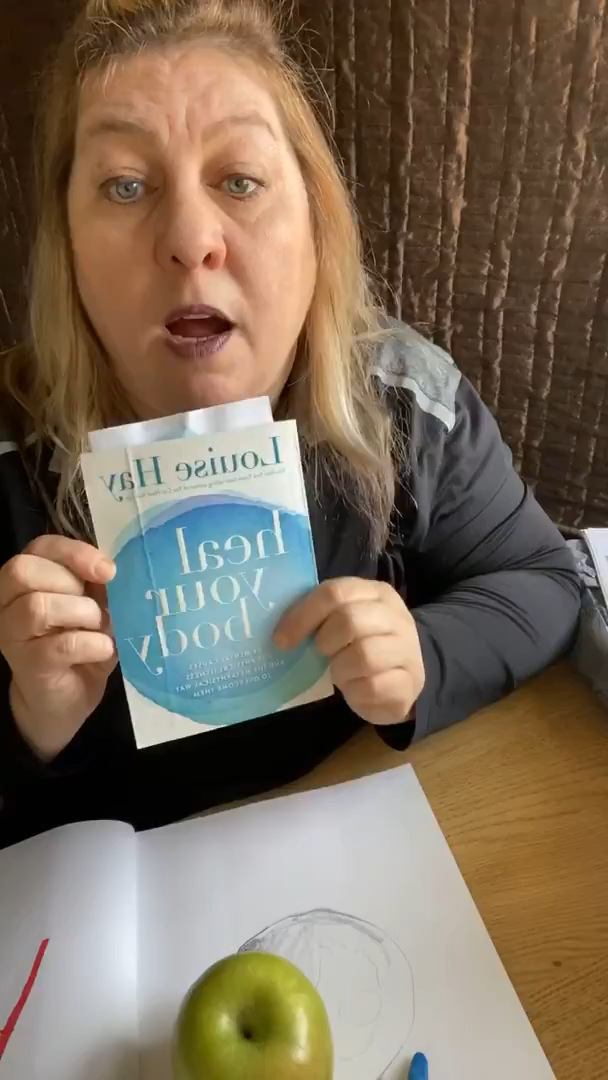 Louise Hay
heal
your
body
THE MENTAL CAUSES
FOR PHYSICAL ILLNESS
AND THE METAPHYSICAL WAY
TO OVERCOME THEM